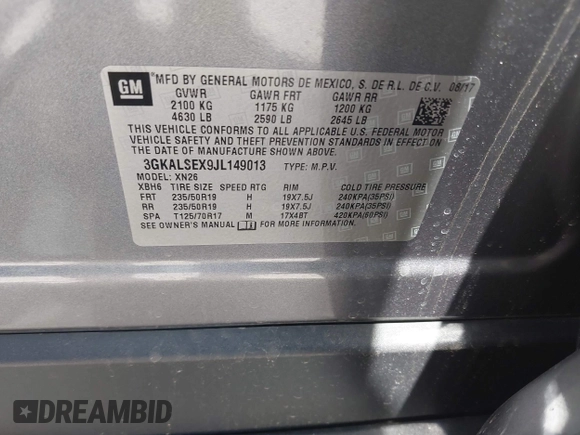 GM
*MFD BY GENERAL MOTORS DE MEXICO, S. DE R.L. DE C.V. 08/17
GVWR GAWR FRT GAWR RR
2100 KG 1175 KG 1200 KG
4630 LB 2590 LB 2645 LB
THIS VEHICLE CONFORMS TO ALL APPLICABLE U.S. FEDERAL MOTOR
VEHICLE SAFETY AND THEFT PREVENTION STANDARDS IN EFFECT
ON THE DATE OF MANUFACTURE SHOWN ABOVE.
3GKALSEX9JL149013 TYPE: M.P.V.
MODEL: XN26
XBH6 TIRE SIZE SPEED RTG RIM COLD TIRE PRESSURE
FRT 235/50R19 H 19X7.5J 240KPA(35PSI)
RR 235/50R19 H 19X7.5J 240KPA(35PSI)
SPA T125/70R17 M 17X4BT 420KPA(60PSI)
SEE OWNER'S MANUAL FOR MORE INFORMATION.
DREAMBID